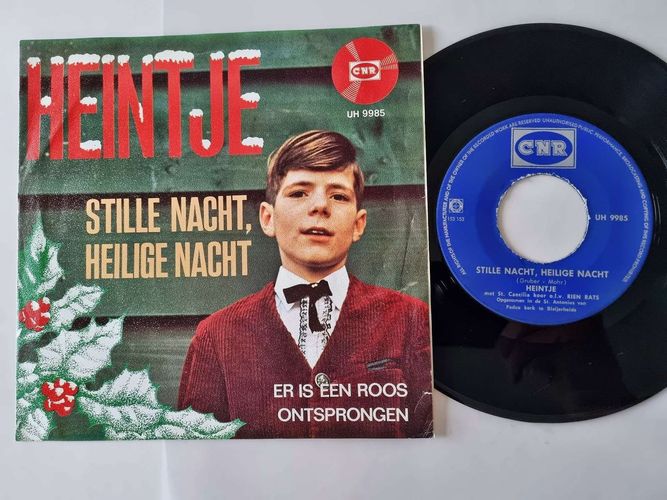 HEINTJE
CNR
UH 9985
STILLE NACHT,
HEILIGE NACHT
ER IS EEN ROOS
ONTSPRONGEN
CNR
UH 9985
153 153
STILLE NACHT, HEILIGE NACHT
(Gruber - Mohr)
HEINTJE
met St. Caecilia koor o.l.v. RIEN RATS
Opgenomen in de St. Antonius van
Padua kerk te Bleijerheide